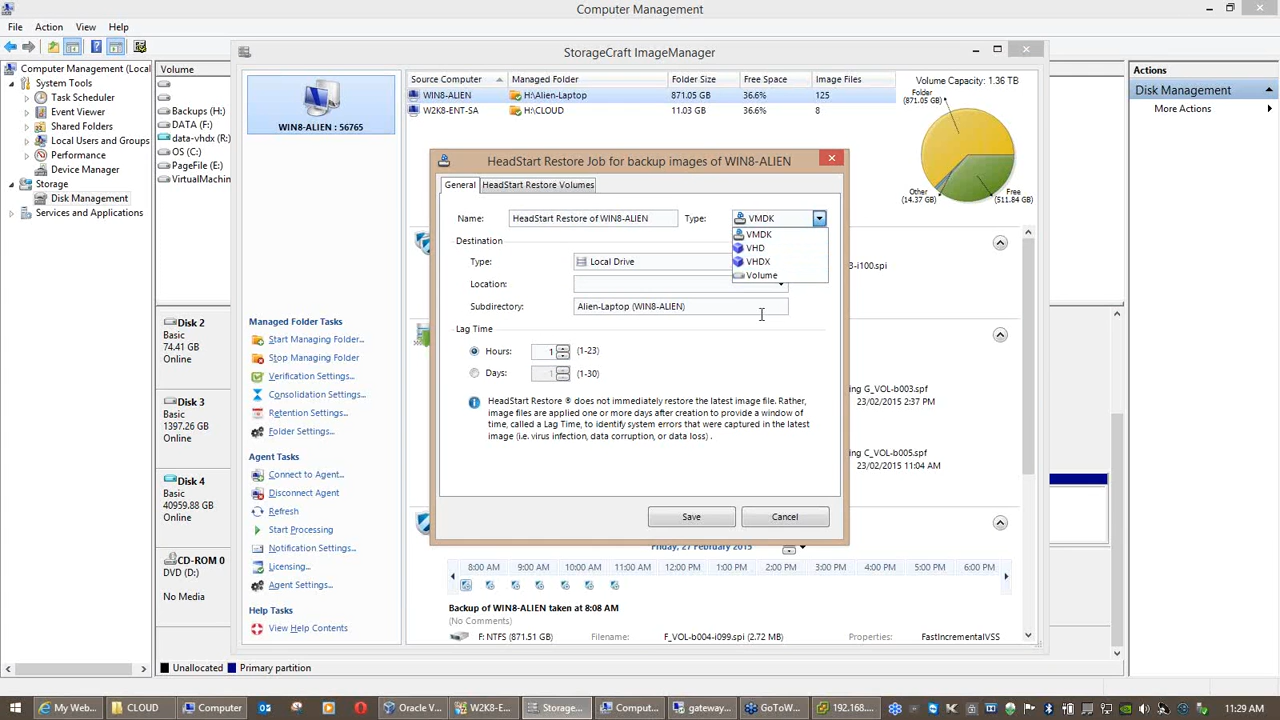 Computer Management
File Action View Help
Computer Management (Local
System Tools
Task Scheduler
Event Viewer
Shared Folders
Local Users and Groups
Performance
Device Manager
Storage
Disk Management
Services and Applications
Volume
Backups (H:)
DATA (F:)
data-vhdx (R:)
OS (C:)
PageFile (E:)
VirtualMachin
Disk 2
Basic
74.41 GB
Online
Disk 3
Basic
1397.26 GB
Online
Disk 4
Basic
40959.88 GB
Online
CD-ROM 0
DVD (D:)
No Media
Unallocated Primary partition
StorageCraft ImageManager
WIN8-ALIEN : 56765
Managed Folder Tasks
Start Managing Folder...
Stop Managing Folder
Verification Settings...
Consolidation Settings...
Retention Settings...
Folder Settings...
Agent Tasks
Connect to Agent...
Disconnect Agent
Refresh
Start Processing
Notification Settings...
Licensing...
Agent Settings...
Help Tasks
View Help Contents
Source Computer Managed Folder Folder Size Free Space Image Files
WIN8-ALIEN H:\Alien-Laptop 871.05 GB 36.6% 125
W2K8-ENT-SA H:\CLOUD 11.03 GB 36.6% 8
Volume Capacity: 1.36 TB
Folder
(871.05 GB)
Other
(14.37 GB)
Free
(511.84 GB)
HeadStart Restore Job for backup images of WIN8-ALIEN
General HeadStart Restore Volumes
Name: HeadStart Restore of WIN8-ALIEN Type: VMDK
VMDK
VHD
VHDX
Volume
Destination
Type: Local Drive
Location:
Subdirectory: Alien-Laptop (WIN8-ALIEN)
Lag Time
Hours: 1 (1-23)
Days: 1 (1-30)
HeadStart Restore ® does not immediately restore the latest image file. Rather,
image files are applied one or more days after creation to provide a window of
time, called a Lag Time, to identify system errors that were captured in the latest
image (i.e. virus infection, data corruption, or data loss) .
Save Cancel
3-i100.spi
ing G_VOL-b003.spf
23/02/2015 2:37 PM
ing C_VOL-b005.spf
23/02/2015 11:04 AM
Friday, 27 February 2015
8:00 AM 9:00 AM 10:00 AM 11:00 AM 12:00 PM 1:00 PM 2:00 PM 3:00 PM 4:00 PM 5:00 PM 6:00 PM
Backup of WIN8-ALIEN taken at 8:08 AM
(No Comments)
F: NTFS (871.51 GB) Filename: F_VOL-b004-i099.spi (2.72 MB) Properties: FastIncrementalVSS
Actions
Disk Management
More Actions
My Web... CLOUD Computer Oracle V... W2K8-E... Storage... Comput... gateway... GoToW... 192.168.... 11:29 AM